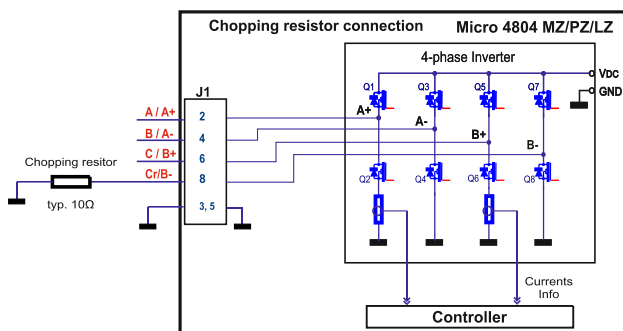 Chopping resistor connection
Micro 4804 MZ/PZ/LZ
4-phase Inverter
J1
Q1
Q3
Q5
Q7
VDC
GND
A / A+
2
A+
B / A-
4
A-
C / B+
6
B+
Chopping resitor
Cr/B-
8
B-
typ. 10Ω
Q2
Q4
Q6
Q8
3, 5
Currents
Info
Controller